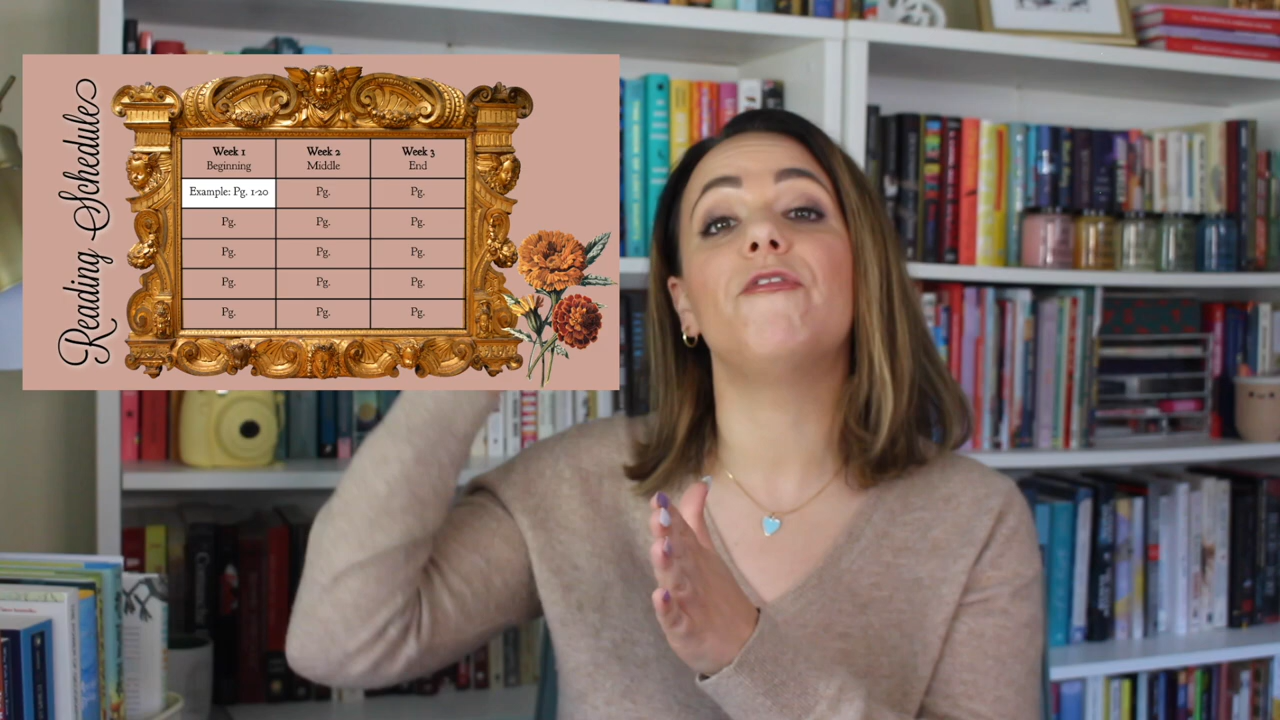 Reading Schedule
Week 1 Week 2 Week 3
Beginning Middle End
Example: Pg. 1-20 Pg. Pg.
Pg. Pg. Pg.
Pg. Pg. Pg.
Pg. Pg. Pg.
Pg. Pg. Pg.